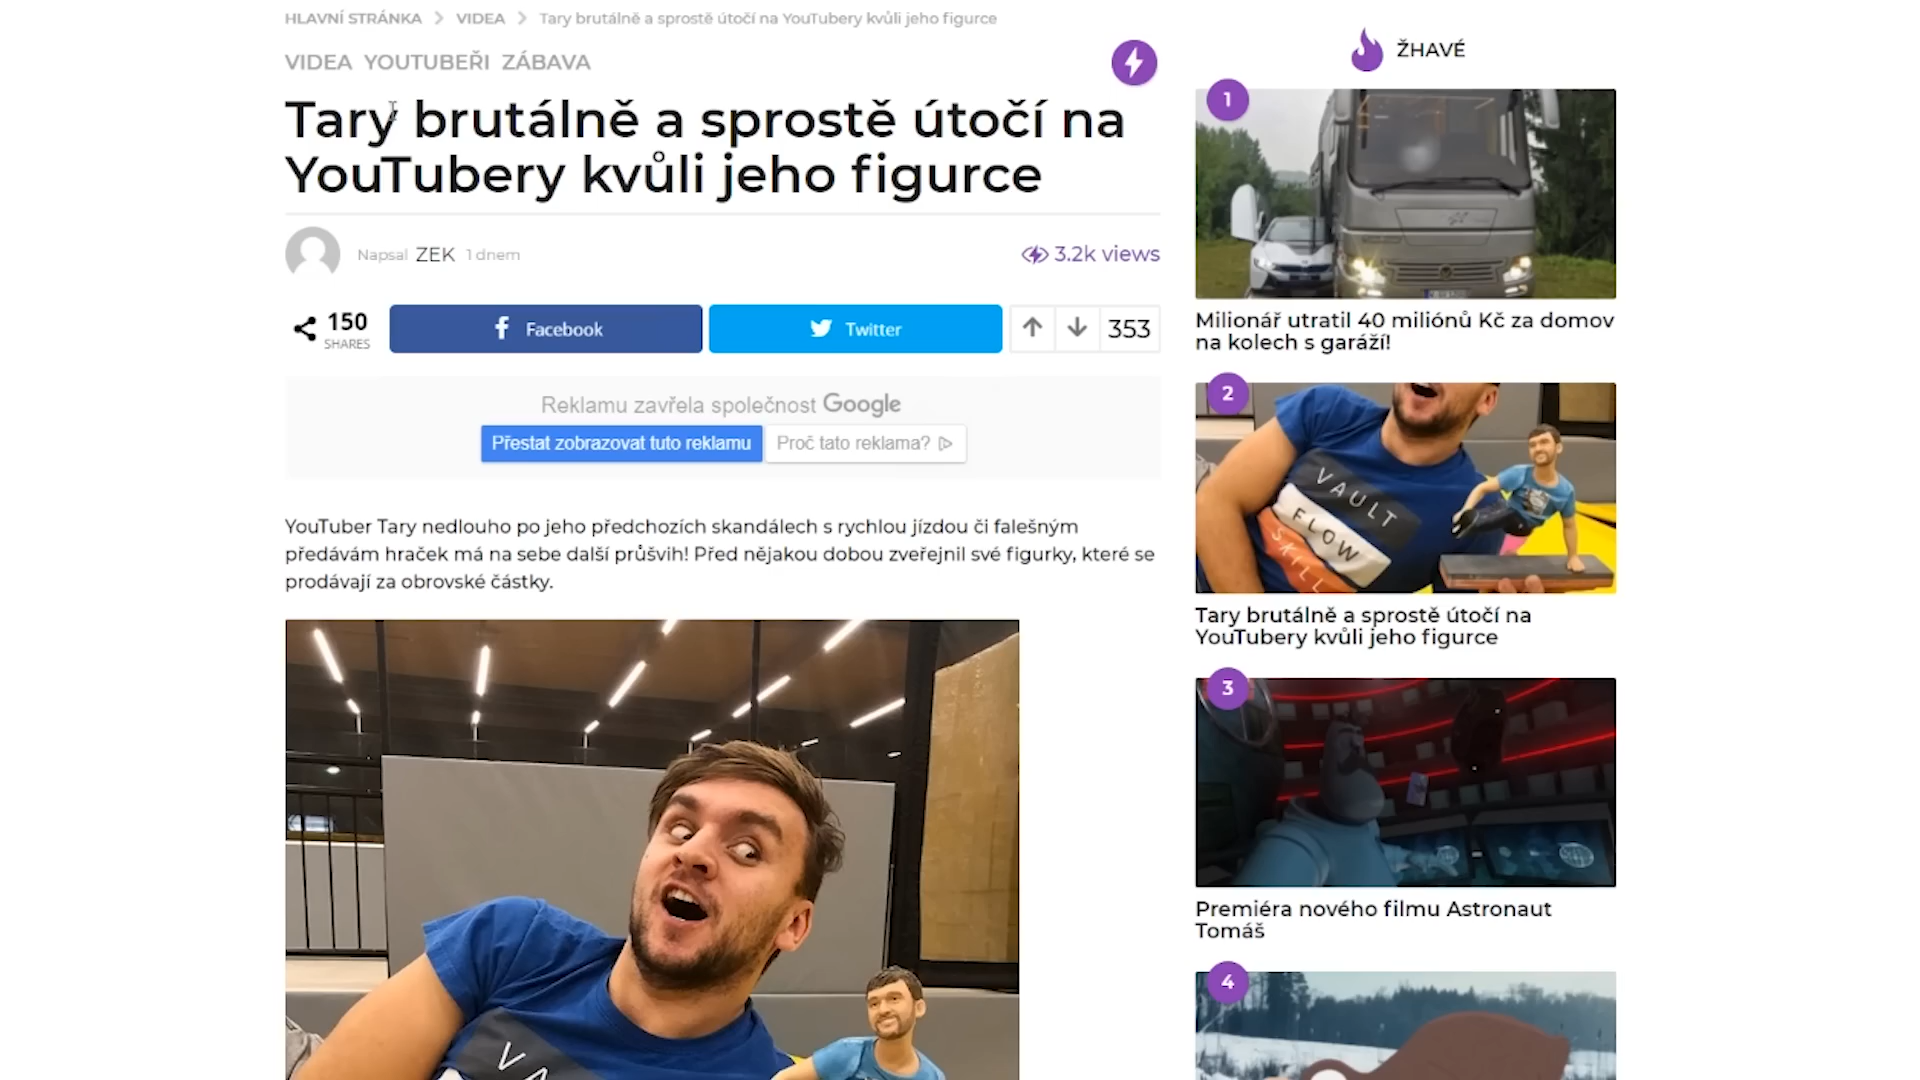 HLAVNÍ STRÁNKA > VIDEA > Tary brutálně a sprostě útočí na YouTubery kvůli jeho figurce
VIDEA YOUTUBEŘI ZÁBAVA
Tary brutálně a sprostě útočí na
YouTubery kvůli jeho figurce
Napsal ZEK 1 dnem
3.2k views
150
SHARES
Facebook
Twitter
353
Reklamu zavřela společnost Google
Přestat zobrazovat tuto reklamu
Proč tato reklama?
YouTuber Tary nedlouho po jeho předchozích skandálech s rychlou jízdou či falešným
předávám hraček má na sebe další průšvih! Před nějakou dobou zveřejnil své figurky, které se
prodávají za obrovské částky.
VA
ŽHAVÉ
1
Milionář utratil 40 miliónů Kč za domov
na kolech s garáží!
2
VAULT
FLOW
SKILL
Tary brutálně a sprostě útočí na
YouTubery kvůli jeho figurce
3
Premiéra nového filmu Astronaut
Tomáš
4